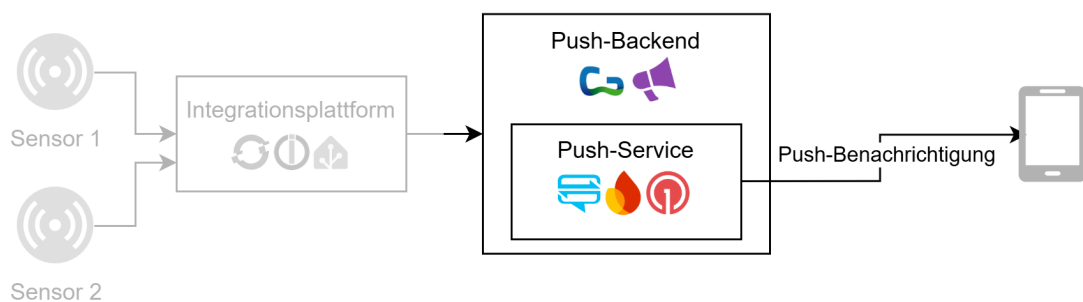 Push-Backend
Integrationsplattform
Sensor 1
Push-Service
Push-Benachrichtigung
Sensor 2